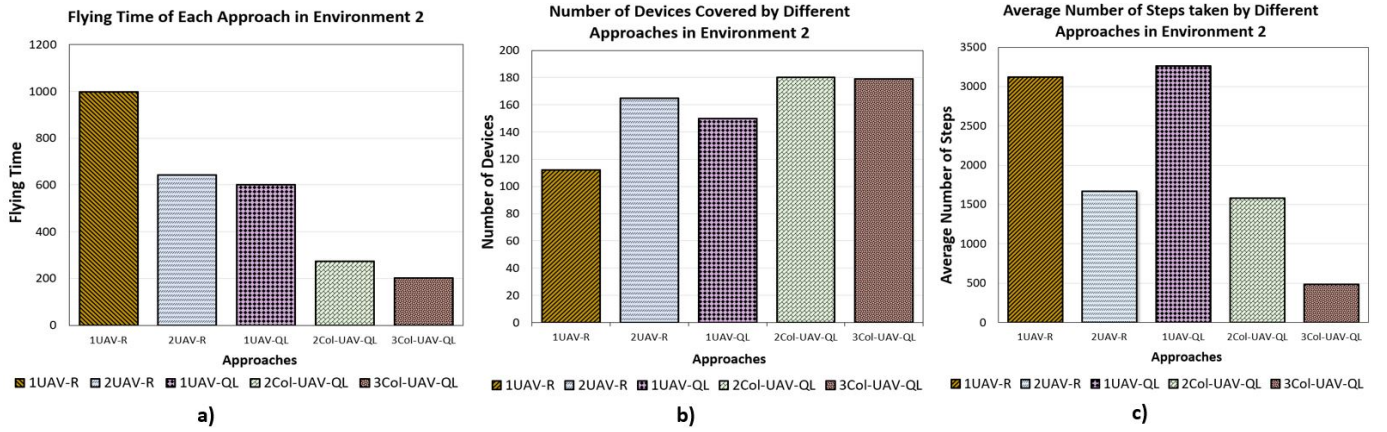 Flying Time of Each Approach in Environment 2
1200
1000
800
600
400
200
0
Flying Time
1UAV-R
2UAV-R
1UAV-QL
2Col-UAV-QL
3Col-UAV-QL
Approaches
1UAV-R 2UAV-R 1UAV-QL 2Col-UAV-QL 3Col-UAV-QL
a)
Number of Devices Covered by Different
Approaches in Environment 2
200
180
160
140
120
100
80
60
40
20
0
Number of Devices
1UAV-R
2UAV-R
1UAV-QL
2Col-UAV-QL
3Col-UAV-QL
Approaches
1UAV-R 2UAV-R 1UAV-QL 2Col-UAV-QL 3Col-UAV-QL
b)
Average Number of Steps taken by Different
Approaches in Environment 2
3500
3000
2500
2000
1500
1000
500
0
Average Number of Steps
1UAV-R
2UAV-R
1UAV-QL
2Col-UAV-QL
3Col-UAV-QL
Approaches
1UAV-R 2UAV-R 1UAV-QL 2Col-UAV-QL 3Col-UAV-QL
c)